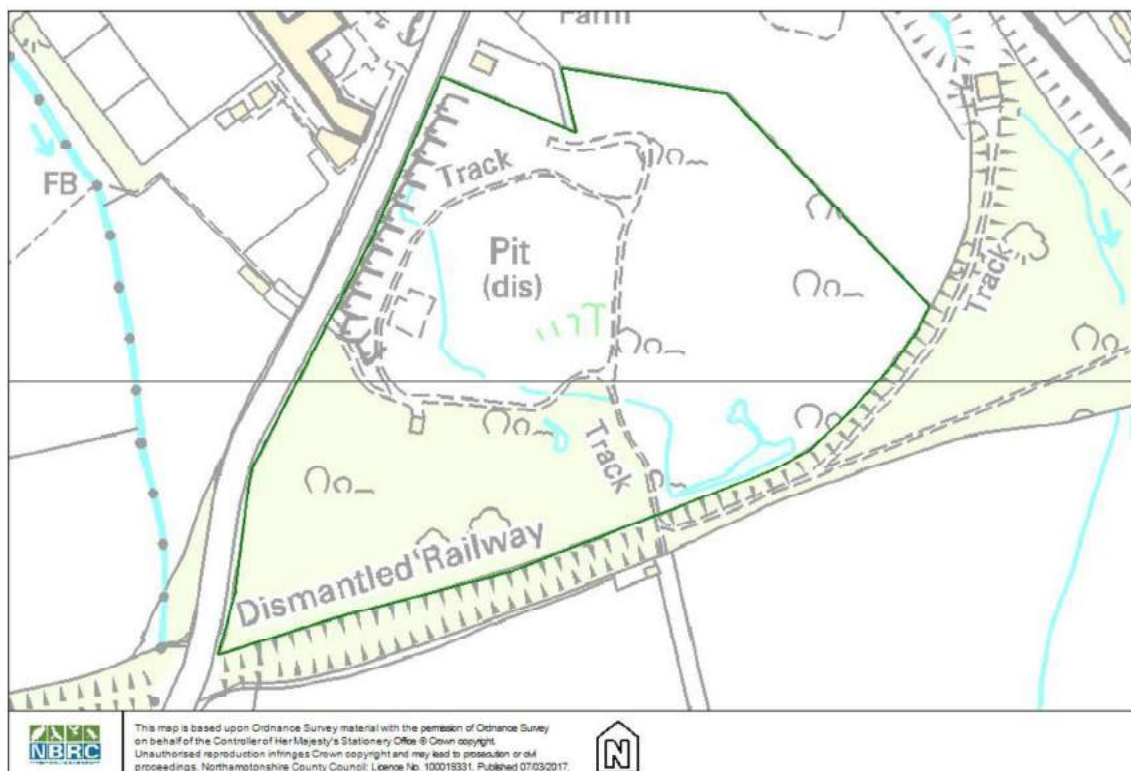 Farm
Track
FB
Pit
(dis)
Track
Track
Dismantled Railway
NBRC
This map is based upon Ordnance Survey material with the permission of Ordnance Survey
on behalf of the Controller of Her Majesty's Stationery Office © Crown copyright.
Unauthorised reproduction infringes Crown copyright and may lead to prosecution or civil
proceedings. Northamptonshire County Council: Licence No. 100019331. Published 07/03/2017.
N